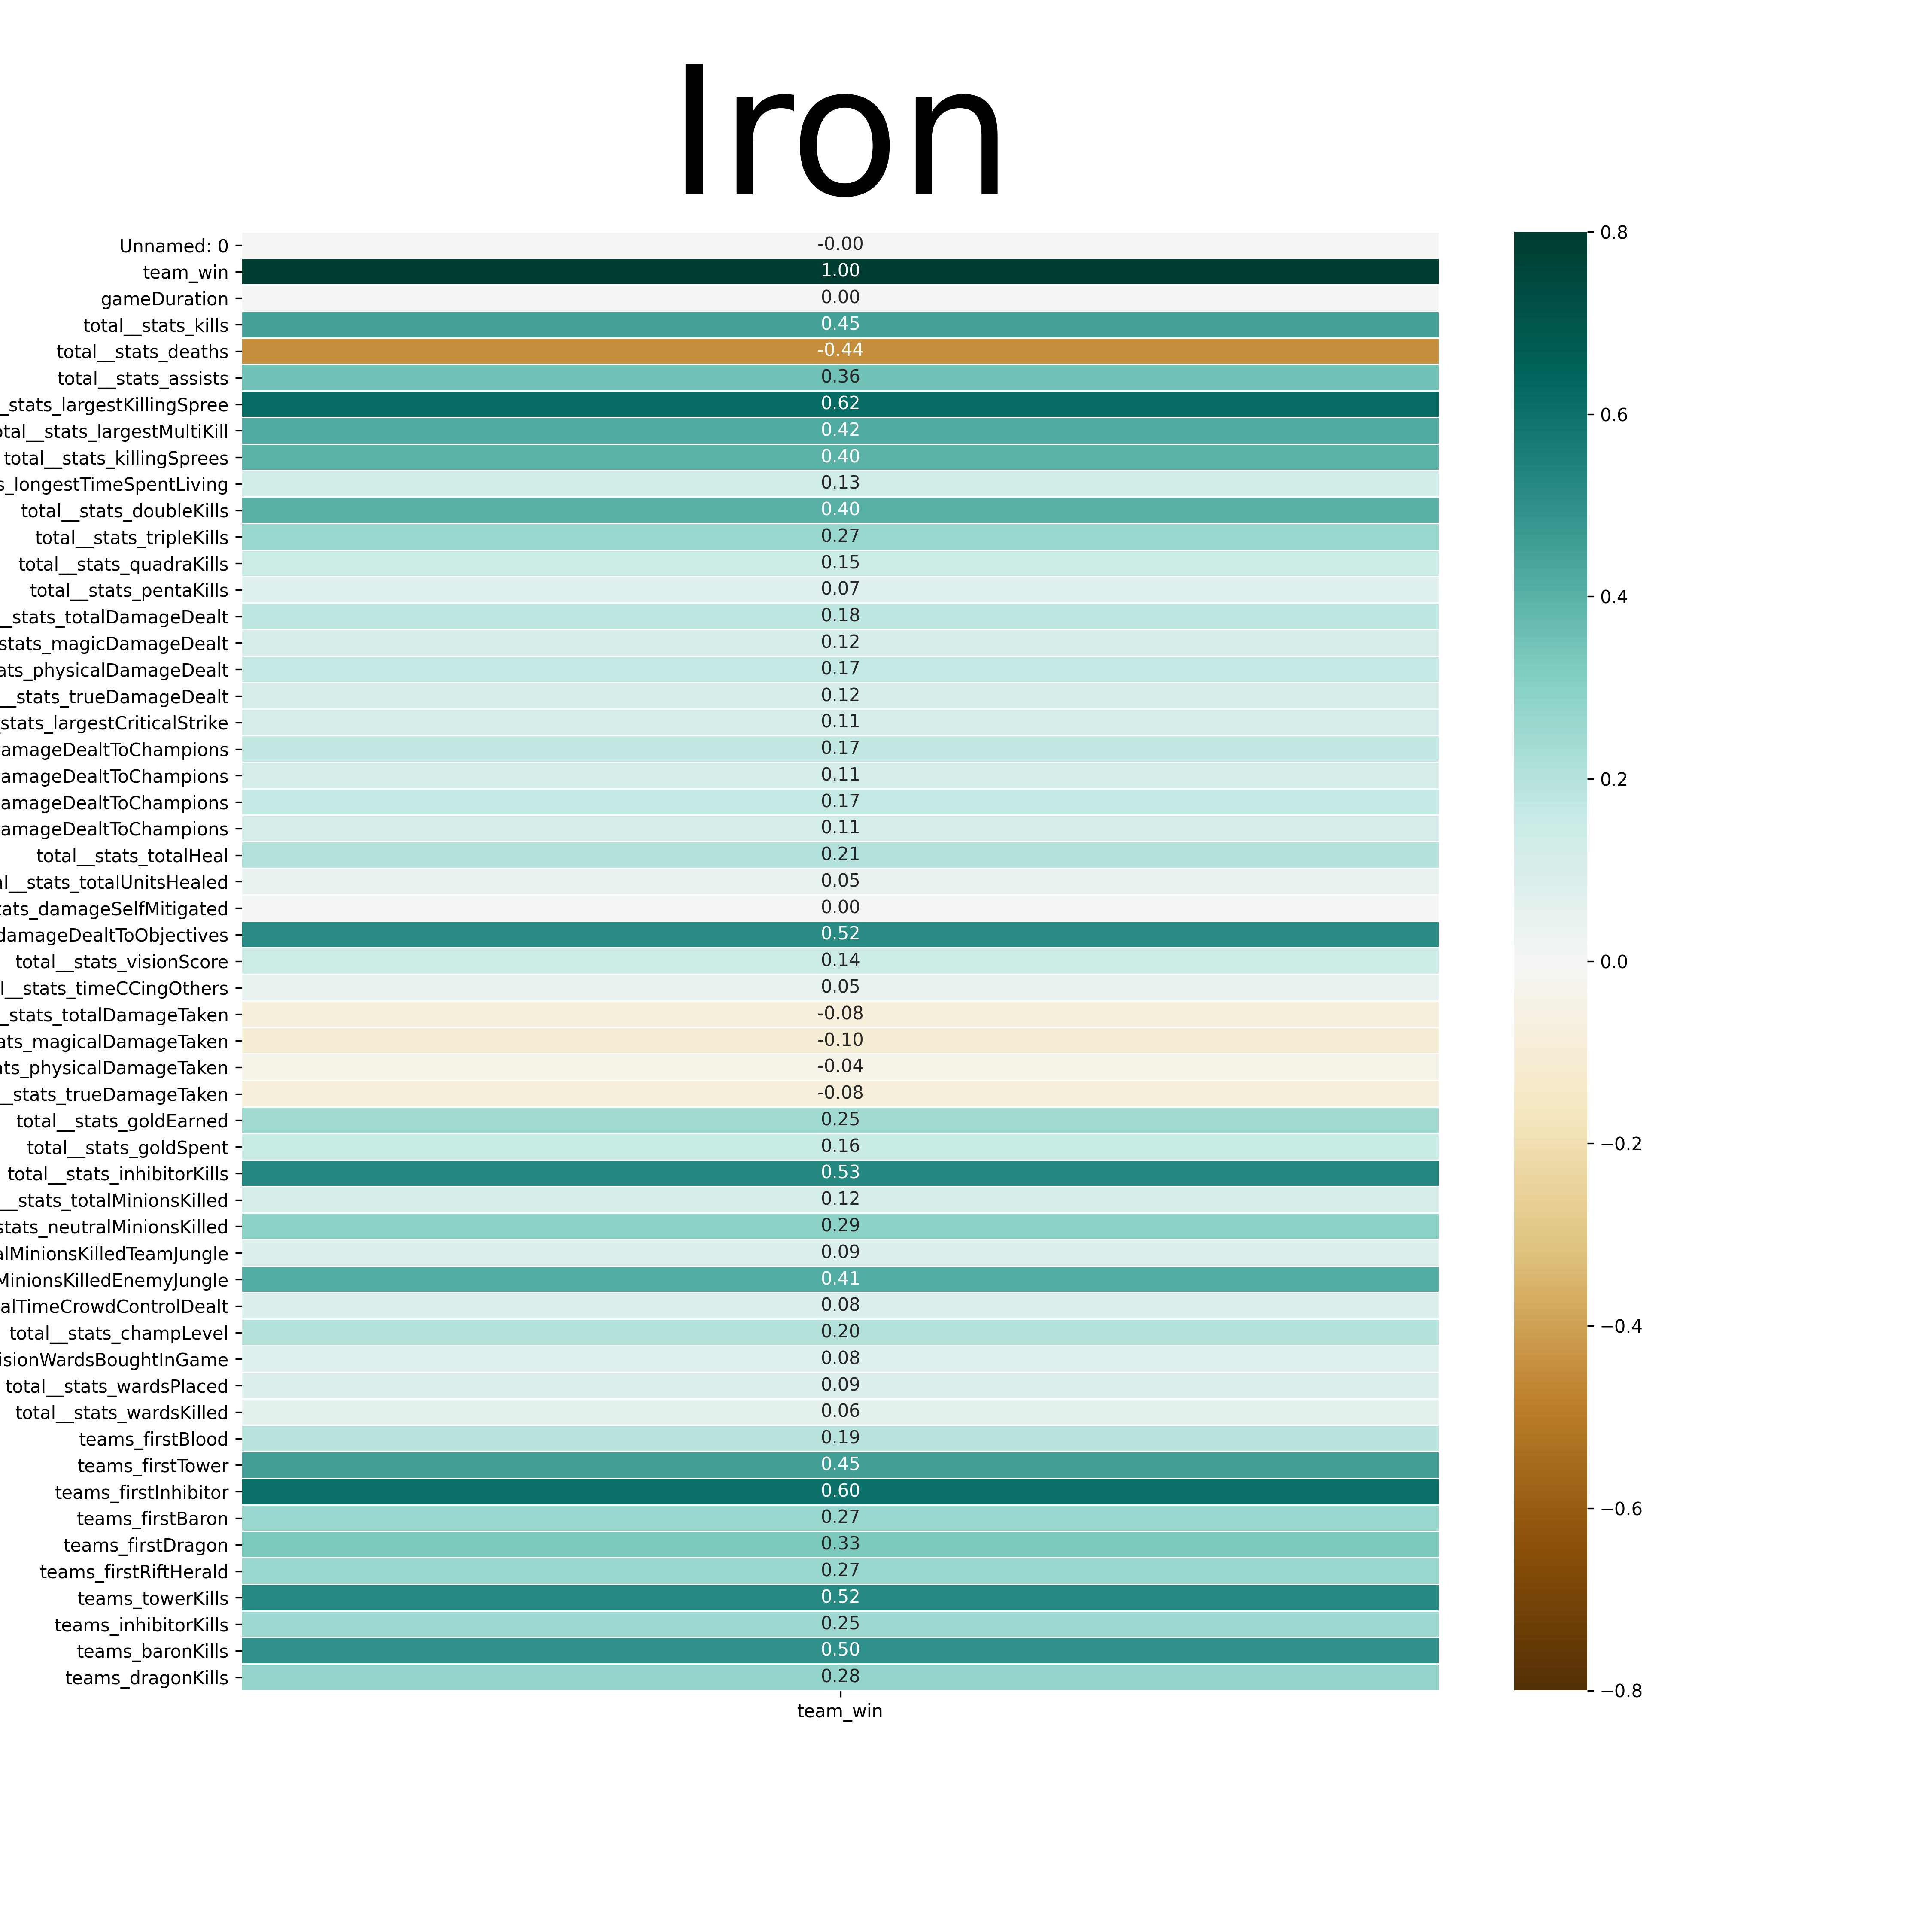 Iron
Unnamed: 0 -0.00
team_win 1.00
gameDuration 0.00
total__stats_kills 0.45
total__stats_deaths -0.44
total__stats_assists 0.36
_stats_largestKillingSpree 0.62
otal__stats_largestMultiKill 0.42
total__stats_killingSprees 0.40
s_longestTimeSpentLiving 0.13
total__stats_doubleKills 0.40
total__stats_tripleKills 0.27
total__stats_quadraKills 0.15
total__stats_pentaKills 0.07
__stats_totalDamageDealt 0.18
stats_magicDamageDealt 0.12
ats_physicalDamageDealt 0.17
__stats_trueDamageDealt 0.12
_stats_largestCriticalStrike 0.11
amageDealtToChampions 0.17
amageDealtToChampions 0.11
amageDealtToChampions 0.17
amageDealtToChampions 0.11
total__stats_totalHeal 0.21
al__stats_totalUnitsHealed 0.05
tats_damageSelfMitigated 0.00
damageDealtToObjectives 0.52
total__stats_visionScore 0.14
l__stats_timeCCingOthers 0.05
_stats_totalDamageTaken -0.08
ats_magicalDamageTaken -0.10
ats_physicalDamageTaken -0.04
__stats_trueDamageTaken -0.08
total__stats_goldEarned 0.25
total__stats_goldSpent 0.16
total__stats_inhibitorKills 0.53
__stats_totalMinionsKilled 0.12
stats_neutralMinionsKilled 0.29
alMinionsKilledTeamJungle 0.09
MinionsKilledEnemyJungle 0.41
alTimeCrowdControlDealt 0.08
total__stats_champLevel 0.20
isionWardsBoughtInGame 0.08
total__stats_wardsPlaced 0.09
total__stats_wardsKilled 0.06
teams_firstBlood 0.19
teams_firstTower 0.45
teams_firstInhibitor 0.60
teams_firstBaron 0.27
teams_firstDragon 0.33
teams_firstRiftHerald 0.27
teams_towerKills 0.52
teams_inhibitorKills 0.25
teams_baronKills 0.50
teams_dragonKills 0.28
team_win
0.8
0.6
0.4
0.2
0.0
−0.2
−0.4
−0.6
−0.8